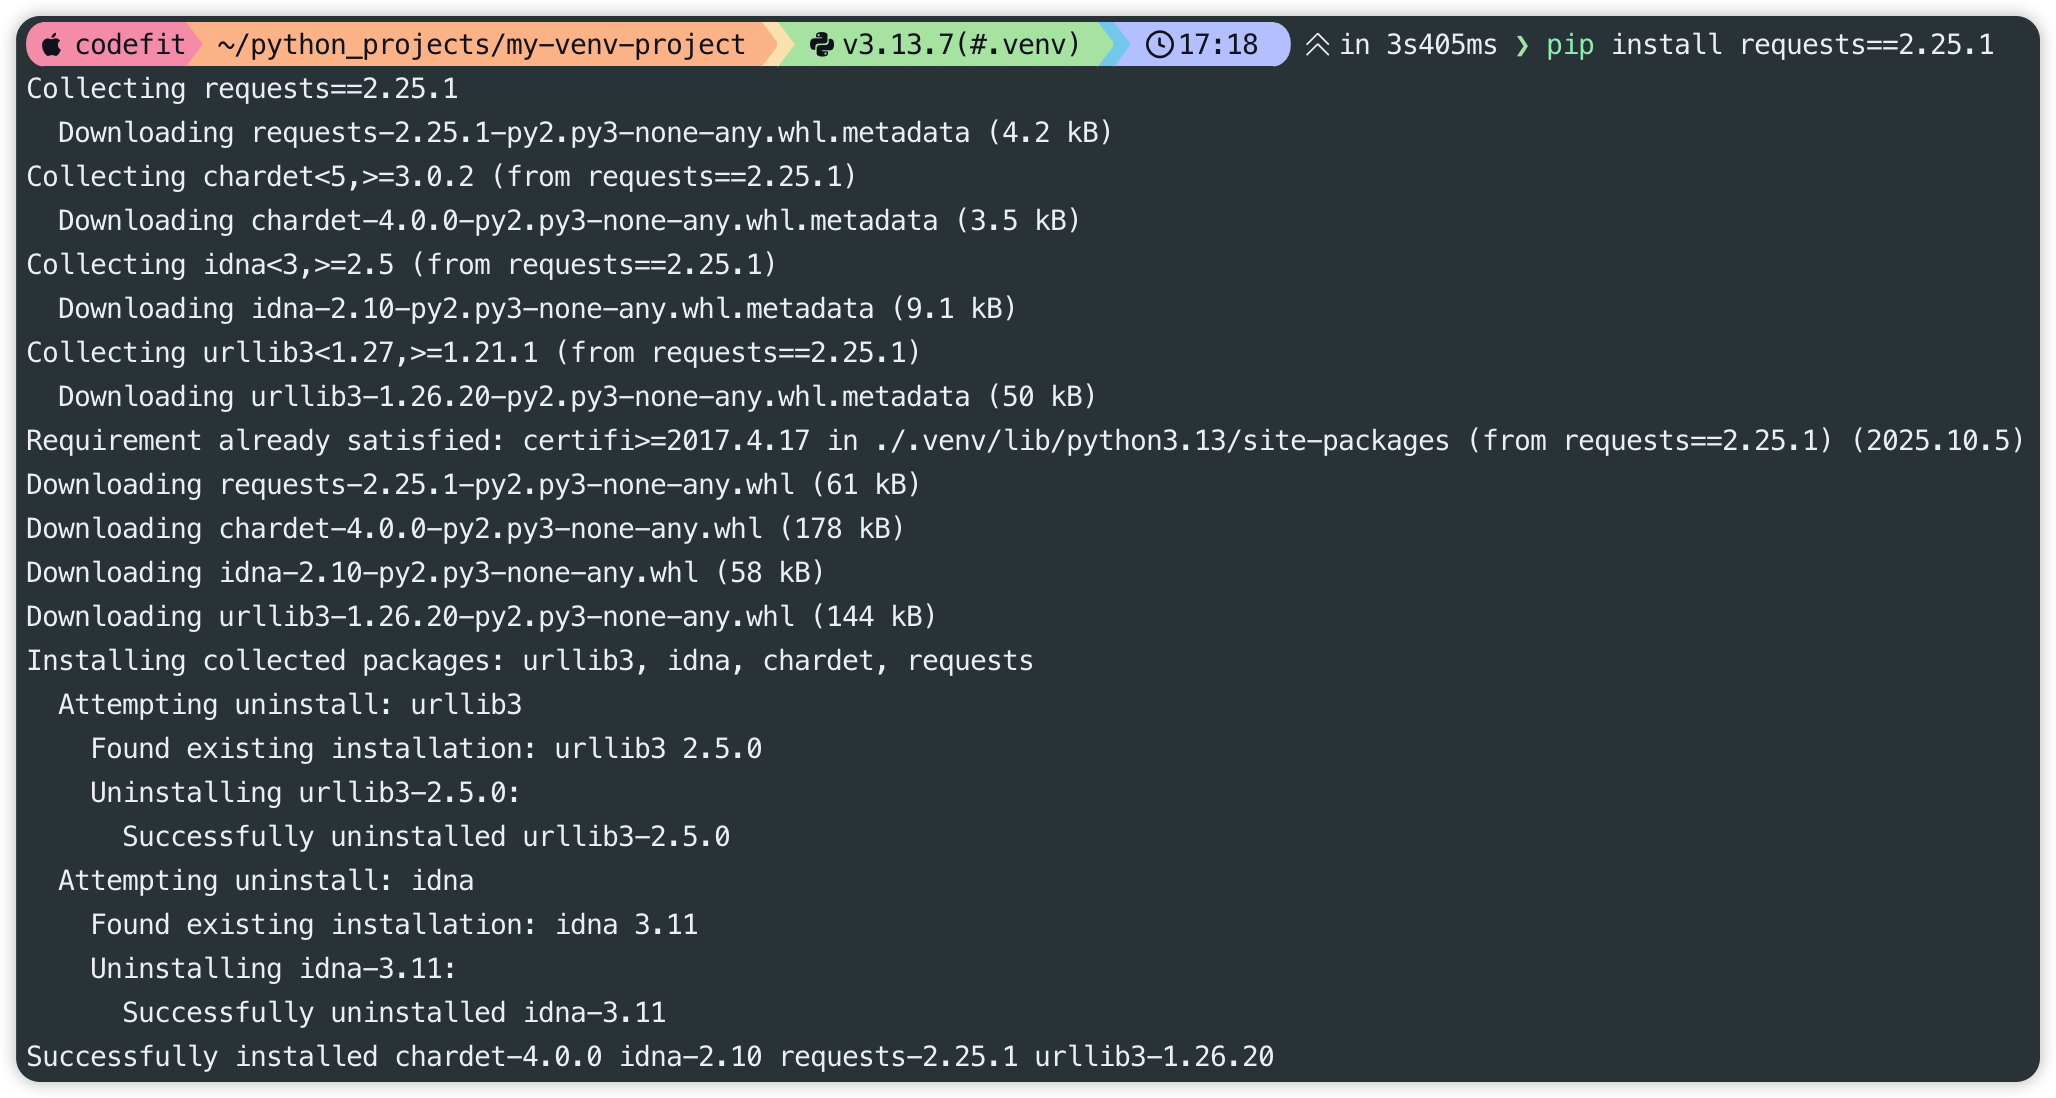 codefit ~/python_projects/my-venv-project v3.13.7(#.venv) 17:18 in 3s405ms ❯ pip install requests==2.25.1
Collecting requests==2.25.1
  Downloading requests-2.25.1-py2.py3-none-any.whl.metadata (4.2 kB)
Collecting chardet<5,>=3.0.2 (from requests==2.25.1)
  Downloading chardet-4.0.0-py2.py3-none-any.whl.metadata (3.5 kB)
Collecting idna<3,>=2.5 (from requests==2.25.1)
  Downloading idna-2.10-py2.py3-none-any.whl.metadata (9.1 kB)
Collecting urllib3<1.27,>=1.21.1 (from requests==2.25.1)
  Downloading urllib3-1.26.20-py2.py3-none-any.whl.metadata (50 kB)
Requirement already satisfied: certifi>=2017.4.17 in ./.venv/lib/python3.13/site-packages (from requests==2.25.1) (2025.10.5)
Downloading requests-2.25.1-py2.py3-none-any.whl (61 kB)
Downloading chardet-4.0.0-py2.py3-none-any.whl (178 kB)
Downloading idna-2.10-py2.py3-none-any.whl (58 kB)
Downloading urllib3-1.26.20-py2.py3-none-any.whl (144 kB)
Installing collected packages: urllib3, idna, chardet, requests
  Attempting uninstall: urllib3
    Found existing installation: urllib3 2.5.0
    Uninstalling urllib3-2.5.0:
      Successfully uninstalled urllib3-2.5.0
  Attempting uninstall: idna
    Found existing installation: idna 3.11
    Uninstalling idna-3.11:
      Successfully uninstalled idna-3.11
Successfully installed chardet-4.0.0 idna-2.10 requests-2.25.1 urllib3-1.26.20